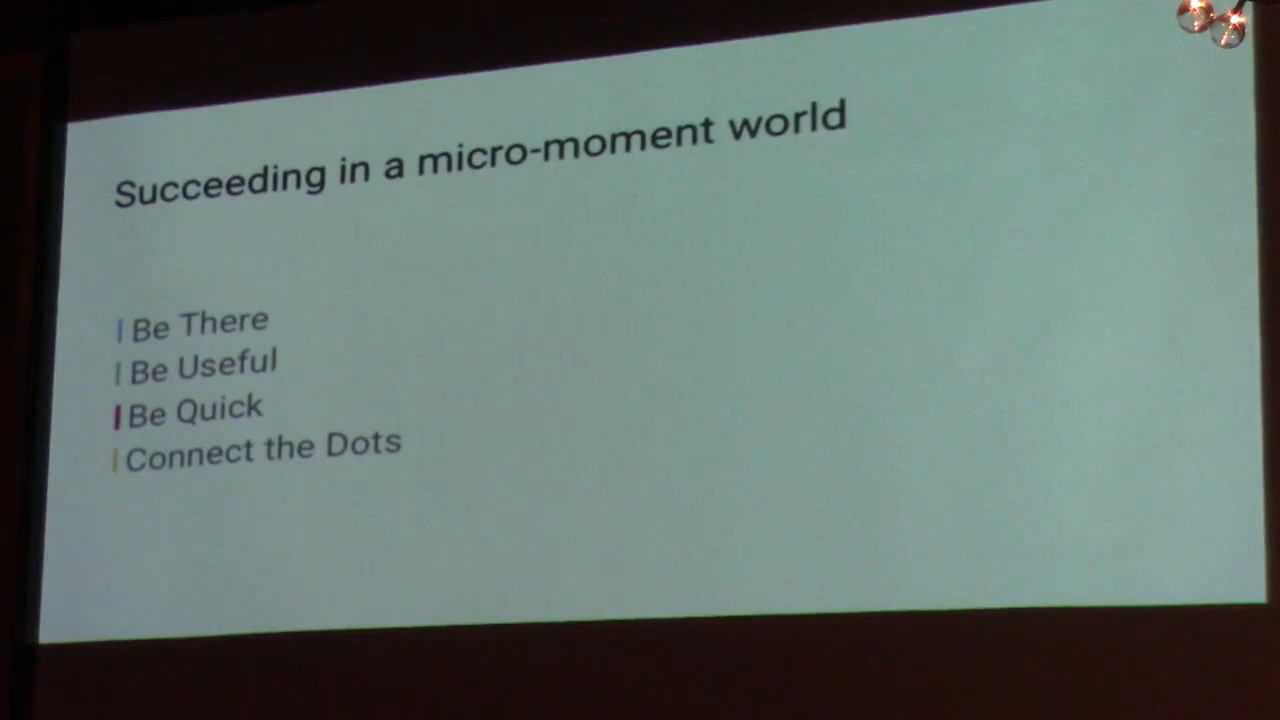 Succeeding in a micro-moment world
Be There
Be Useful
Be Quick
Connect the Dots